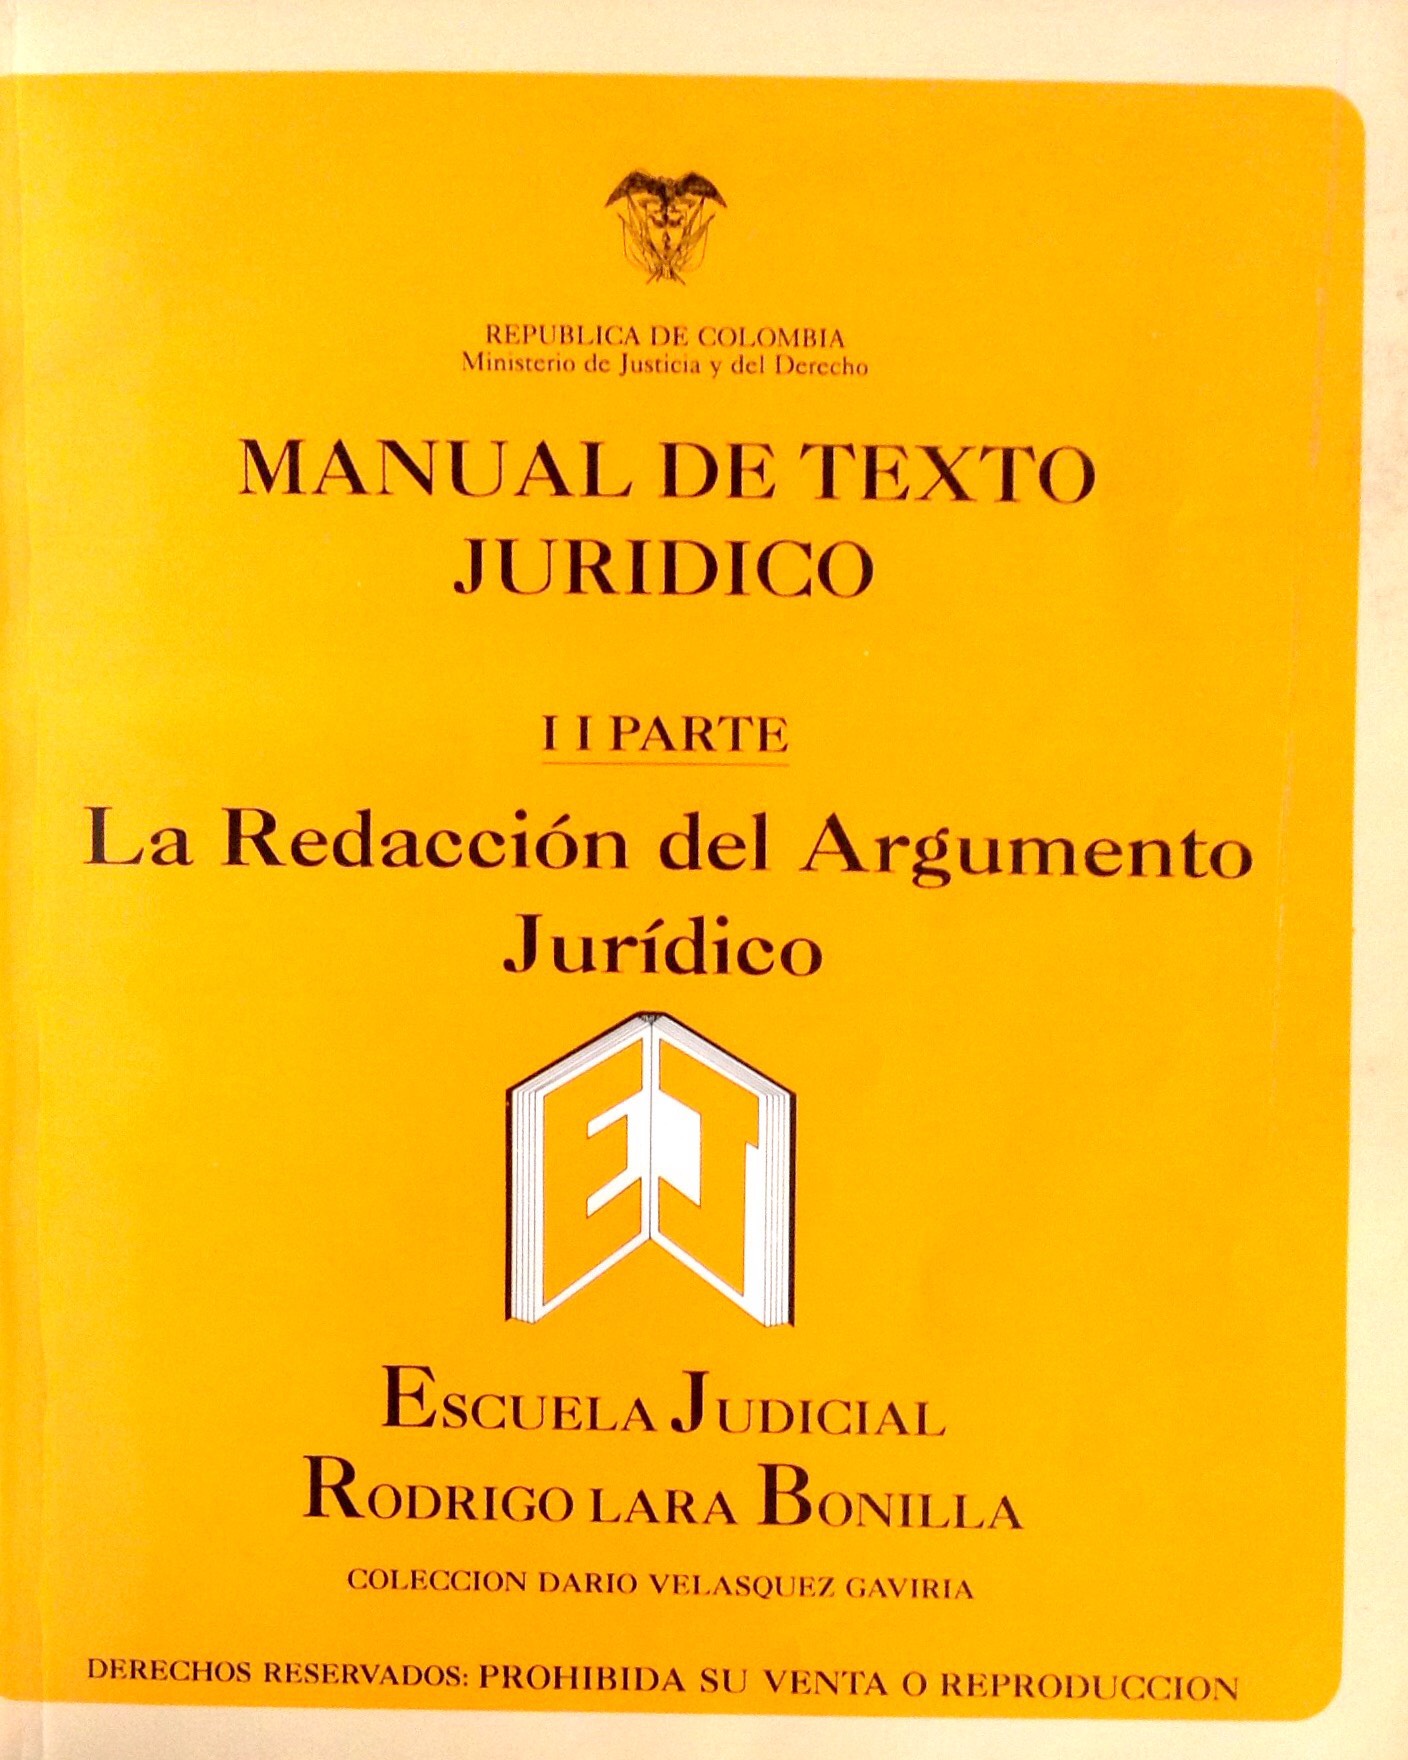 REPUBLICA DE COLOMBIA
Ministerio de Justicia y del Derecho
MANUAL DE TEXTO
JURIDICO
I I PARTE
La Redacción del Argumento
Jurídico
EJ
ESCUELA JUDICIAL
RODRIGO LARA BONILLA
COLECCION DARIO VELASQUEZ GAVIRIA
DERECHOS RESERVADOS: PROHIBIDA SU VENTA O REPRODUCCION